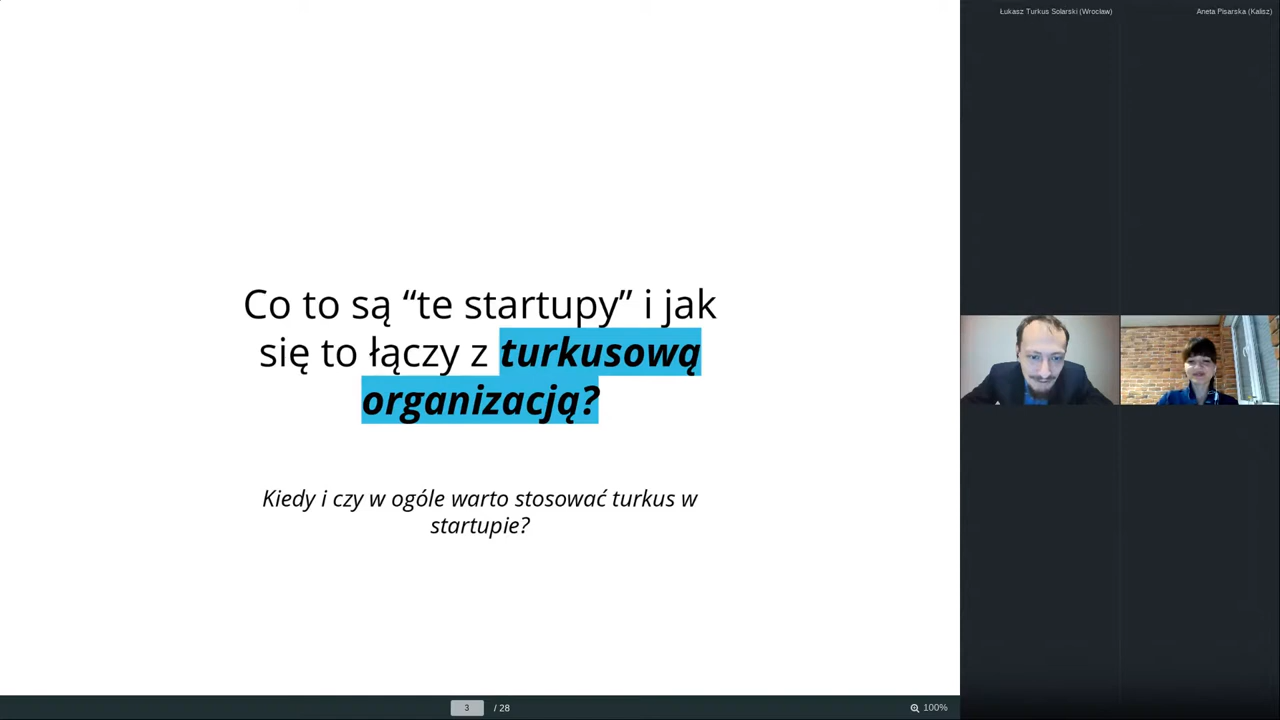 Łukasz Turkus Solarski (Wrocław)
Aneta Pisarska (Kalisz)
Co to są “te startupy” i jak
się to łączy z turkusową
organizacją?
Kiedy i czy w ogóle warto stosować turkus w
startupie?
3 / 28
100%